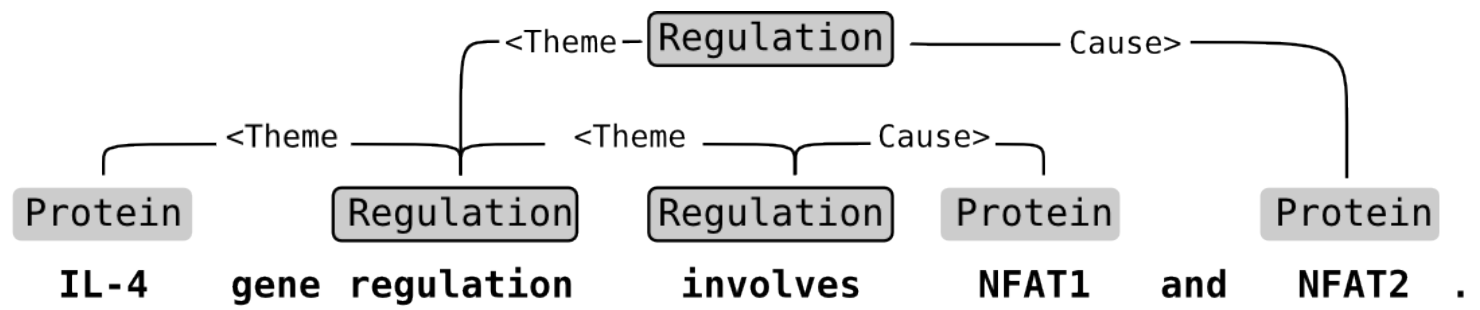 <Theme Regulation Cause>
<Theme <Theme Cause>
Protein Regulation Regulation Protein Protein
IL-4 gene regulation involves NFAT1 and NFAT2 .